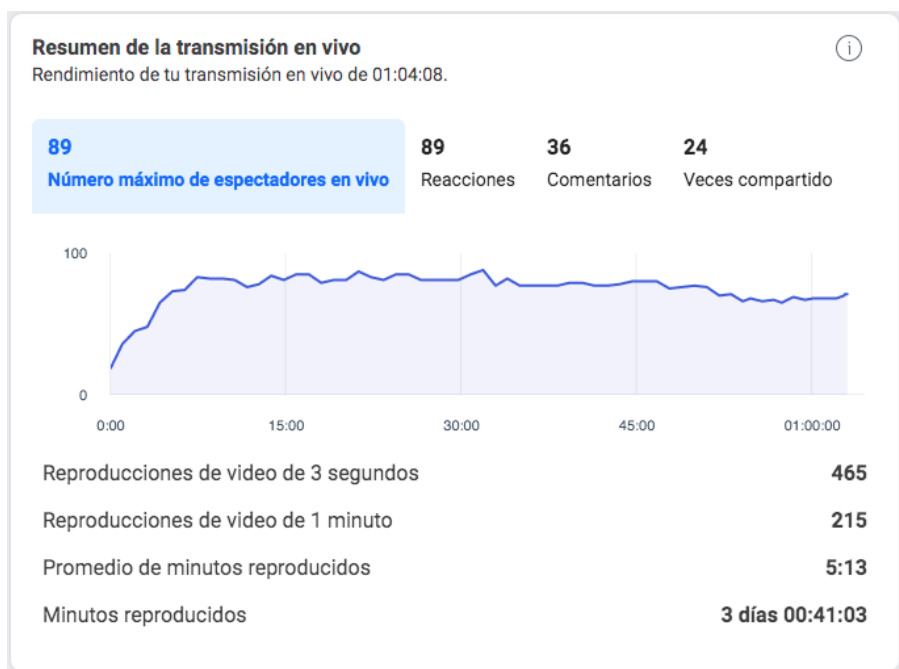 Resumen de la transmisión en vivo
Rendimiento de tu transmisión en vivo de 01:04:08.
89 89 36 24
Número máximo de espectadores en vivo Reacciones Comentarios Veces compartido
100
0
0:00 15:00 30:00 45:00 01:00:00
Reproducciones de video de 3 segundos 465
Reproducciones de video de 1 minuto 215
Promedio de minutos reproducidos 5:13
Minutos reproducidos 3 días 00:41:03